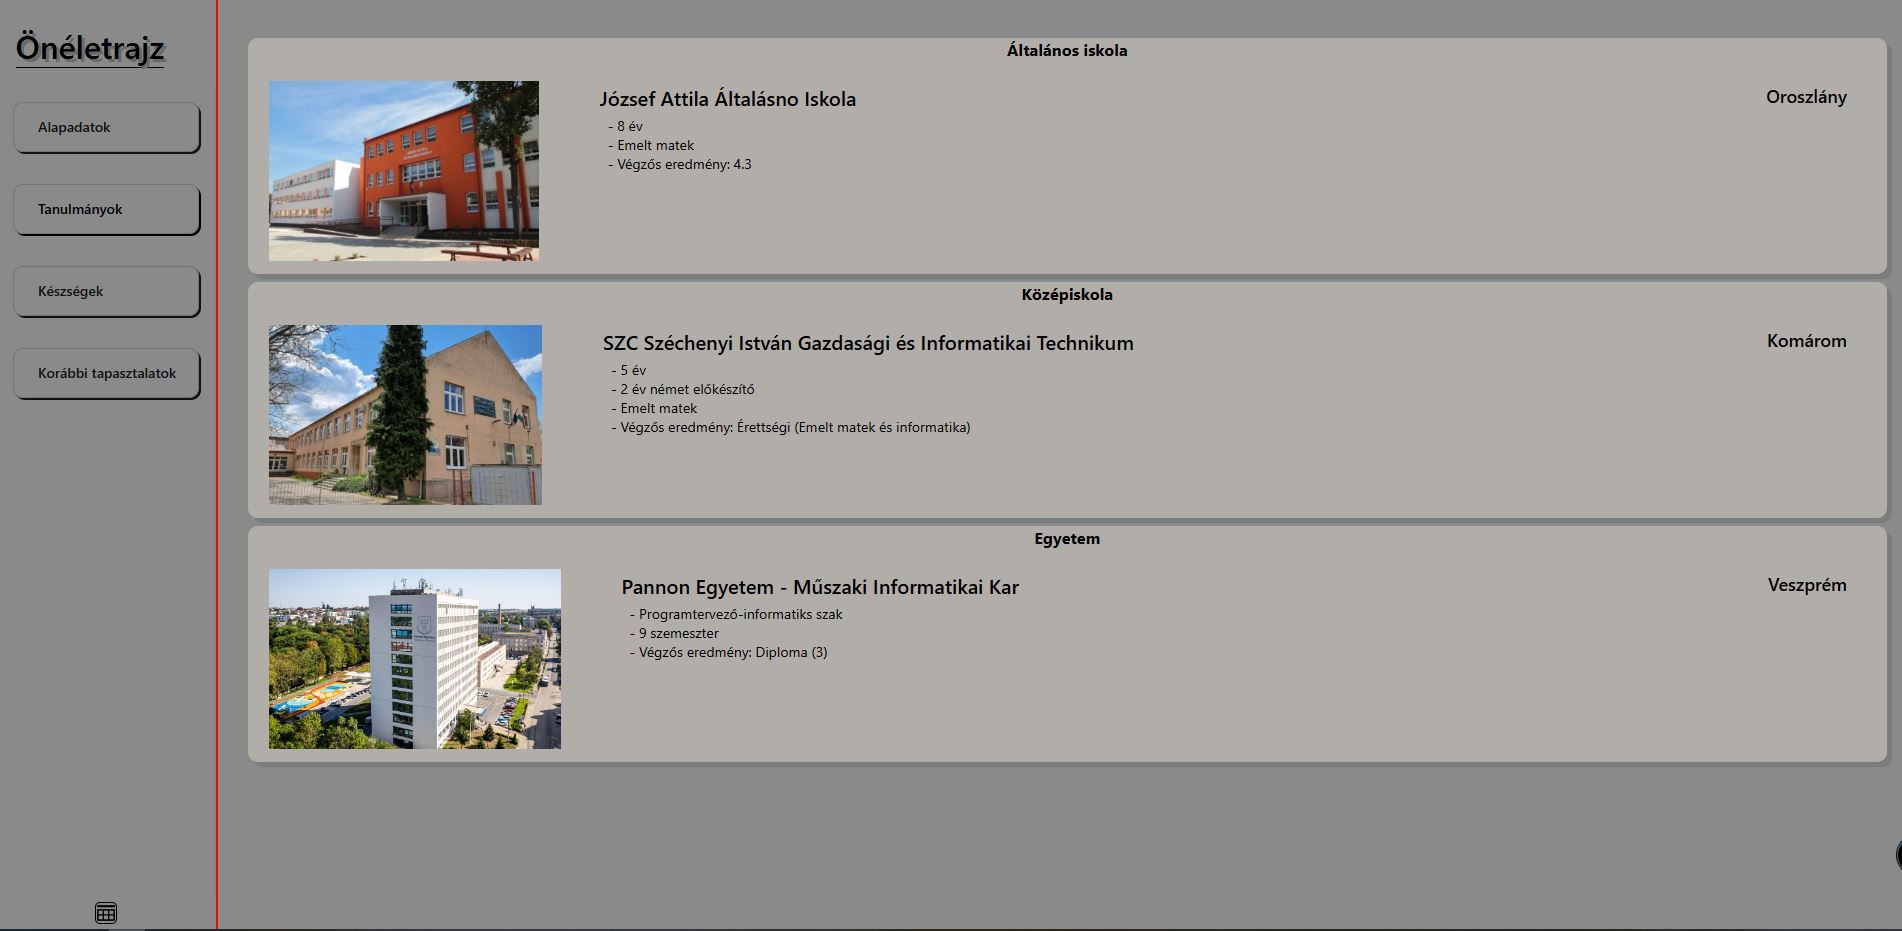 Önéletrajz
Alapadatok
Tanulmányok
Készségek
Korábbi tapasztalatok
Általános iskola
József Attila Általásno Iskola
Oroszlány
- 8 év
- Emelt matek
- Végzős eredmény: 4.3
Középiskola
SZC Széchenyi István Gazdasági és Informatikai Technikum
Komárom
- 5 év
- 2 év német előkészítő
- Emelt matek
- Végzős eredmény: Érettségi (Emelt matek és informatika)
Egyetem
Pannon Egyetem - Műszaki Informatikai Kar
Veszprém
- Programtervező-informatiks szak
- 9 szemeszter
- Végzős eredmény: Diploma (3)